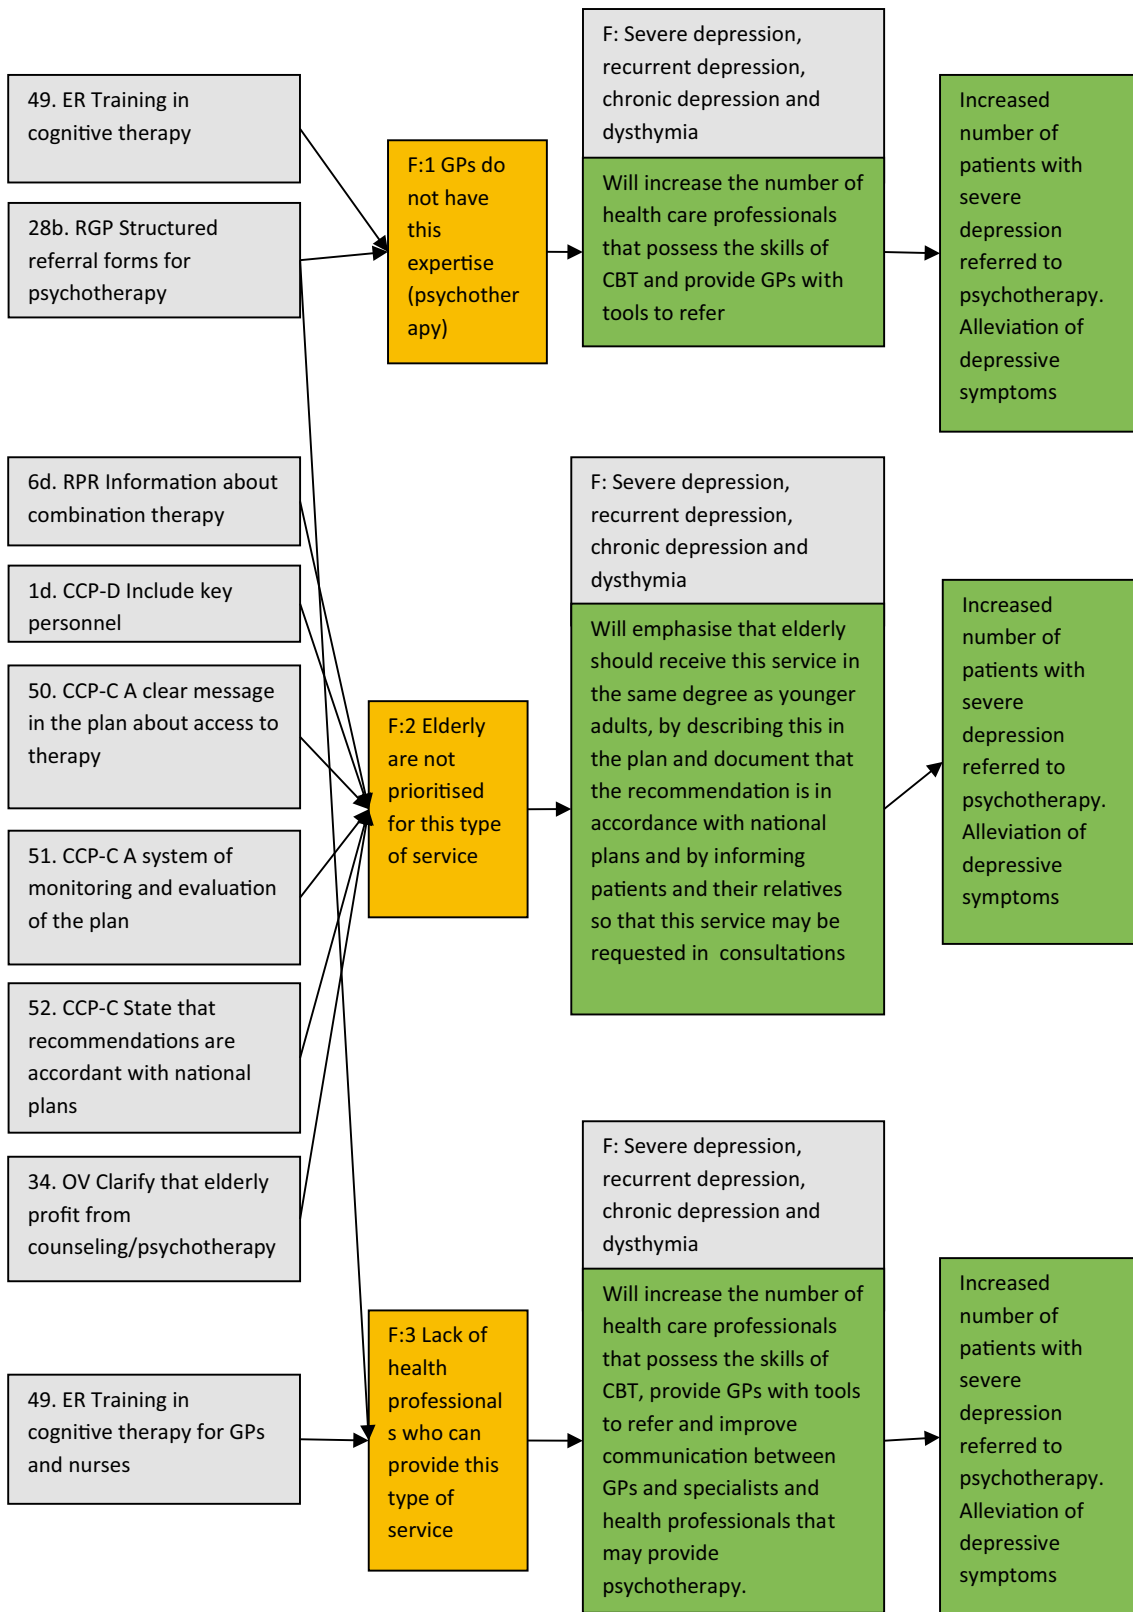 49. ER Training in
cognitive therapy
28b. RGP Structured
referral forms for
psychotherapy
F:1 GPs do
not have
this
expertise
(psychother
apy)
F: Severe depression,
recurrent depression,
chronic depression and
dysthymia
Will increase the number of
health care professionals
that possess the skills of
CBT and provide GPs with
tools to refer
Increased
number of
patients with
severe
depression
referred to
psychotherapy.
Alleviation of
depressive
symptoms
6d. RPR Information about
combination therapy
1d. CCP-D Include key
personnel
50. CCP-C A clear message
in the plan about access to
therapy
51. CCP-C A system of
monitoring and evaluation
of the plan
52. CCP-C State that
recommendations are
accordant with national
plans
34. OV Clarify that elderly
profit from
counseling/psychotherapy
F:2 Elderly
are not
prioritised
for this type
of service
F: Severe depression,
recurrent depression,
chronic depression and
dysthymia
Will emphasise that elderly
should receive this service in
the same degree as younger
adults, by describing this in
the plan and document that
the recommendation is in
accordance with national
plans and by informing
patients and their relatives
so that this service may be
requested in consultations
Increased
number of
patients with
severe
depression
referred to
psychotherapy.
Alleviation of
depressive
symptoms
49. ER Training in
cognitive therapy for GPs
and nurses
F:3 Lack of
health
professional
s who can
provide this
type of
service
F: Severe depression,
recurrent depression,
chronic depression and
dysthymia
Will increase the number of
health care professionals
that possess the skills of
CBT, provide GPs with tools
to refer and improve
communication between
GPs and specialists and
health professionals that
may provide
psychotherapy.
Increased
number of
patients with
severe
depression
referred to
psychotherapy.
Alleviation of
depressive
symptoms